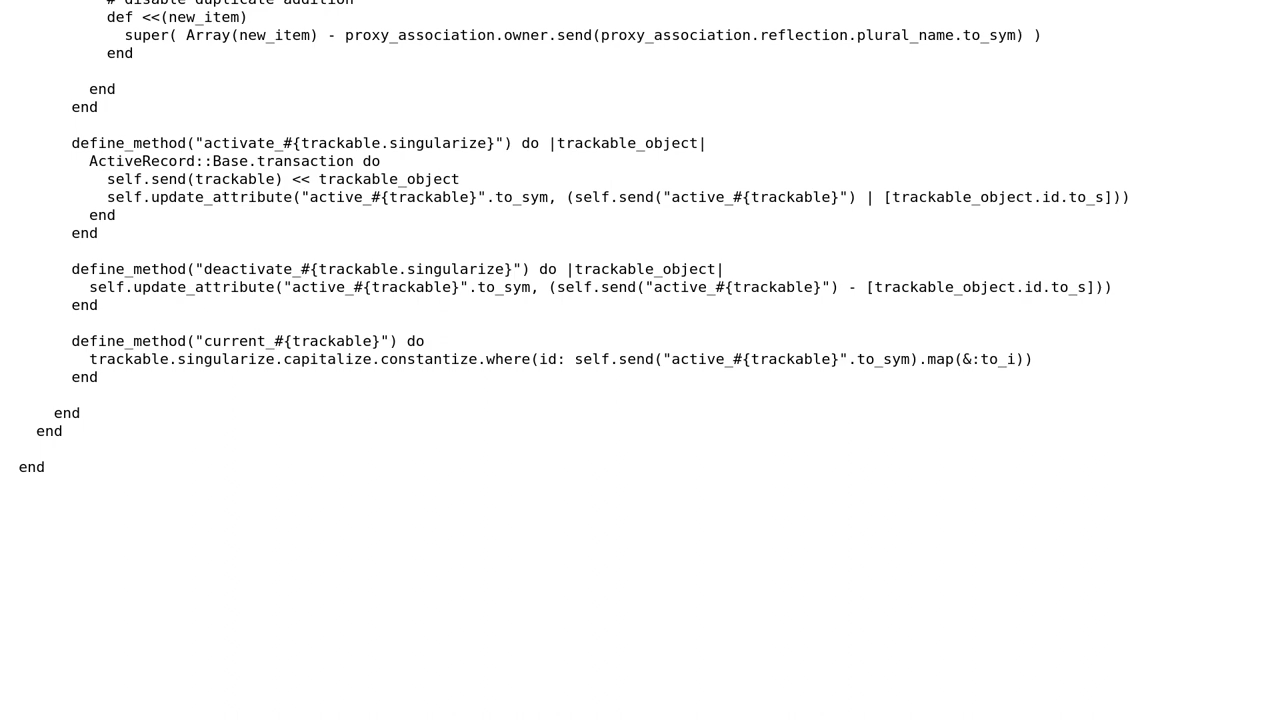 # disable duplicate addition
def <<(new_item)
super( Array(new_item) - proxy_association.owner.send(proxy_association.reflection.plural_name.to_sym) )
end
end
end
define_method("activate_#{trackable.singularize}") do |trackable_object|
ActiveRecord::Base.transaction do
self.send(trackable) << trackable_object
self.update_attribute("active_#{trackable}".to_sym, (self.send("active_#{trackable}") | [trackable_object.id.to_s]))
end
end
define_method("deactivate_#{trackable.singularize}") do |trackable_object|
self.update_attribute("active_#{trackable}".to_sym, (self.send("active_#{trackable}") - [trackable_object.id.to_s]))
end
define_method("current_#{trackable}") do
trackable.singularize.capitalize.constantize.where(id: self.send("active_#{trackable}".to_sym).map(&:to_i))
end
end
end
end